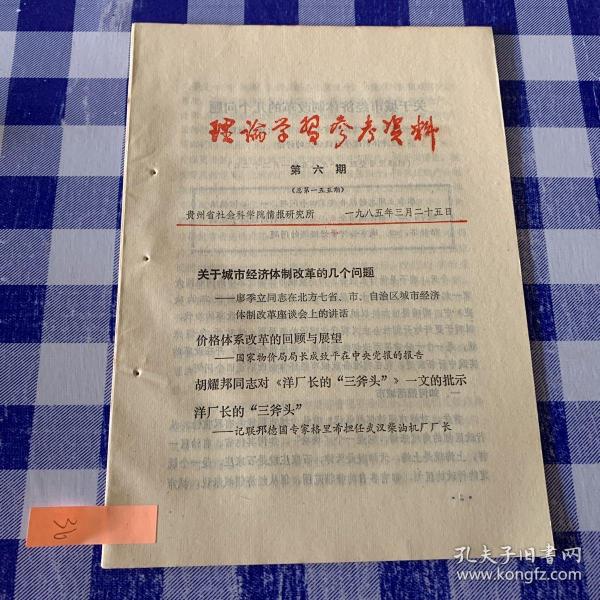 理论学习参考资料
第六期
（总第一五五期）
贵州省社会科学院情报研究所 一九八五年三月二十五日
关于城市经济体制改革的几个问题
——廖季立同志在北方七省、市、自治区城市经济
体制改革座谈会上的讲话
价格体系改革的回顾与展望
——国家物价局局长成致平在中央党报的报告
胡耀邦同志对《洋厂长的“三斧头”》一文的批示
洋厂长的“三斧头”
——记联邦德国专家格里希担任武汉柴油机厂厂长
·1·
36
孔夫子旧书网
www.kongfz.com